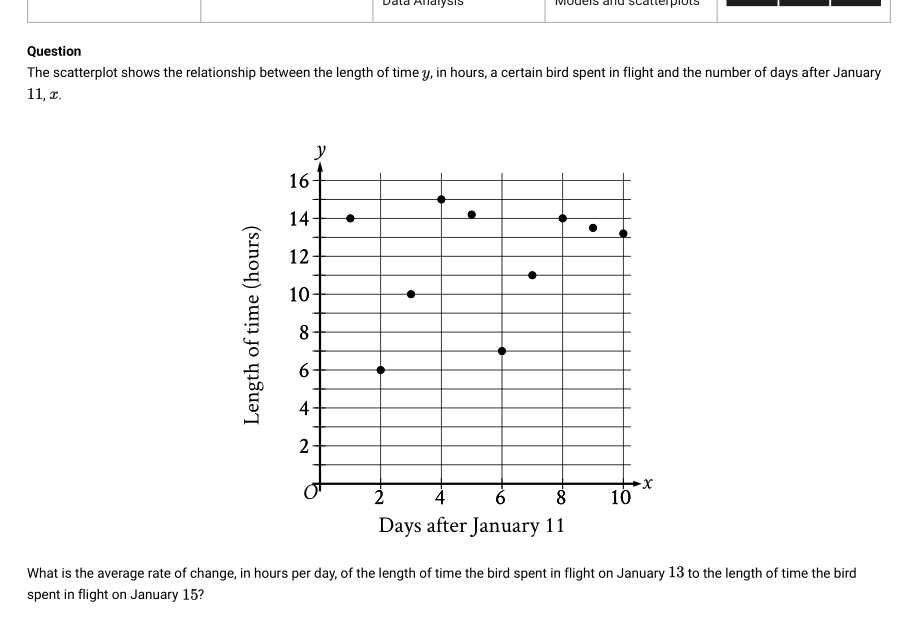 Data Analysis
Models and scatterplots
Question
The scatterplot shows the relationship between the length of time y, in hours, a certain bird spent in flight and the number of days after January
11, x.
y
16
14
12
10
8
6
4
2
O
2 4 6 8 10 x
Length of time (hours)
Days after January 11
What is the average rate of change, in hours per day, of the length of time the bird spent in flight on January 13 to the length of time the bird
spent in flight on January 15?